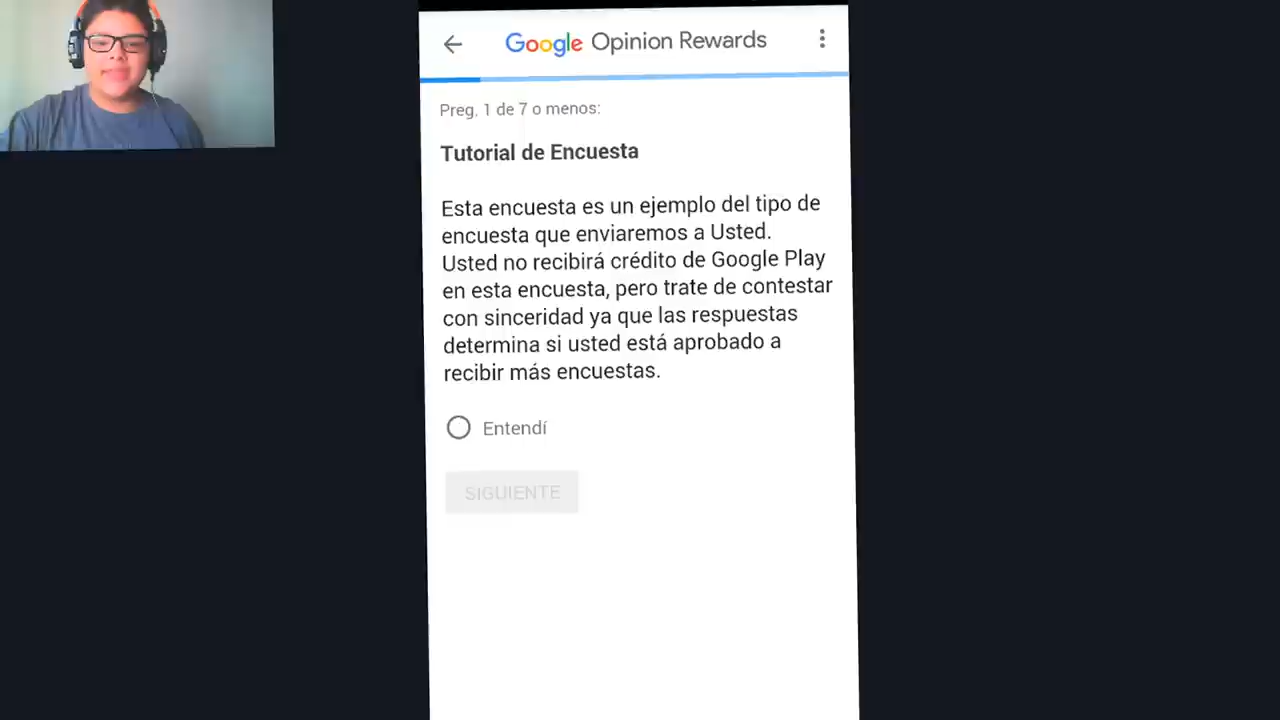 Google Opinion Rewards
Preg. 1 de 7 o menos:
Tutorial de Encuesta
Esta encuesta es un ejemplo del tipo de
encuesta que enviaremos a Usted.
Usted no recibirá crédito de Google Play
en esta encuesta, pero trate de contestar
con sinceridad ya que las respuestas
determina si usted está aprobado a
recibir más encuestas.
Entendí
SIGUIENTE